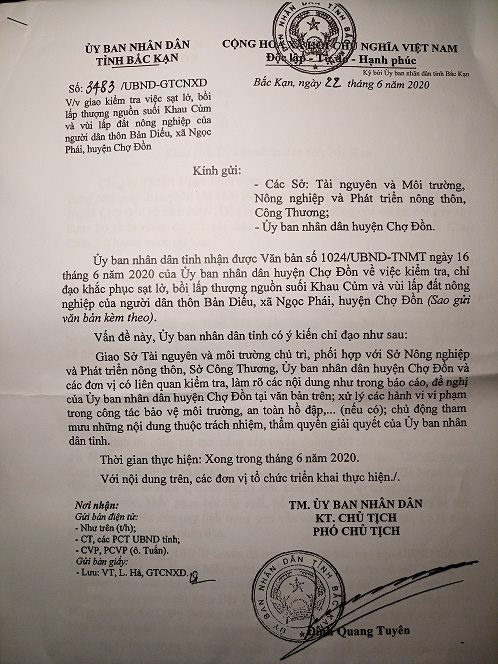 ỦY BAN NHÂN DÂN
TỈNH BẮC KẠN
CỘNG HOÀ XÃ HỘI CHỦ NGHĨA VIỆT NAM
Độc lập - Tự do - Hạnh phúc
Ký bởi Ủy ban nhân dân tỉnh Bắc Kạn
Số: 3483 /UBND-GTCNXD
Bắc Kạn, ngày 22 tháng 6 năm 2020
V/v giao kiểm tra việc sạt lở, bồi
lấp thượng nguồn suối Khau Củm
và vùi lấp đất nông nghiệp của
người dân thôn Bản Diếu, xã Ngọc
Phái, huyện Chợ Đồn
Kính gửi:
- Các Sở: Tài nguyên và Môi trường,
Nông nghiệp và Phát triển nông thôn,
Công Thương;
- Ủy ban nhân dân huyện Chợ Đồn.
Ủy ban nhân dân tỉnh nhận được Văn bản số 1024/UBND-TNMT ngày 16
tháng 6 năm 2020 của Ủy ban nhân dân huyện Chợ Đồn về việc kiểm tra, chỉ
đạo khắc phục sạt lở, bồi lấp thượng nguồn suối Khau Củm và vùi lấp đất nông
nghiệp của người dân thôn Bản Diếu, xã Ngọc Phái, huyện Chợ Đồn (Sao gửi
văn bản kèm theo).
Vấn đề này, Ủy ban nhân dân tỉnh có ý kiến chỉ đạo như sau:
Giao Sở Tài nguyên và môi trường chủ trì, phối hợp với Sở Nông nghiệp
và Phát triển nông thôn, Sở Công Thương, Ủy ban nhân dân huyện Chợ Đồn và
các đơn vị có liên quan kiểm tra, làm rõ các nội dung như trong báo cáo, đề nghị
của Ủy ban nhân dân huyện Chợ Đồn tại văn bản trên; xử lý các hành vi vi phạm
trong công tác bảo vệ môi trường, an toàn hồ đập,... (nếu có); chủ động tham
mưu những nội dung thuộc trách nhiệm, thẩm quyền giải quyết của Ủy ban nhân
dân tỉnh.
Thời gian thực hiện: Xong trong tháng 6 năm 2020.
Với nội dung trên, các đơn vị tổ chức triển khai thực hiện./.
Nơi nhận:
Gửi bản điện tử:
- Như trên (t/h);
- CT, các PCT UBND tỉnh;
- CVP, PCVP (ô. Tuấn).
Gửi bản giấy:
- Lưu: VT, L. Hà, GTCNXD.
TM. ỦY BAN NHÂN DÂN
KT. CHỦ TỊCH
PHÓ CHỦ TỊCH
ỦY BAN NHÂN DÂN TỈNH BẮC KẠN
Đinh Quang Tuyên